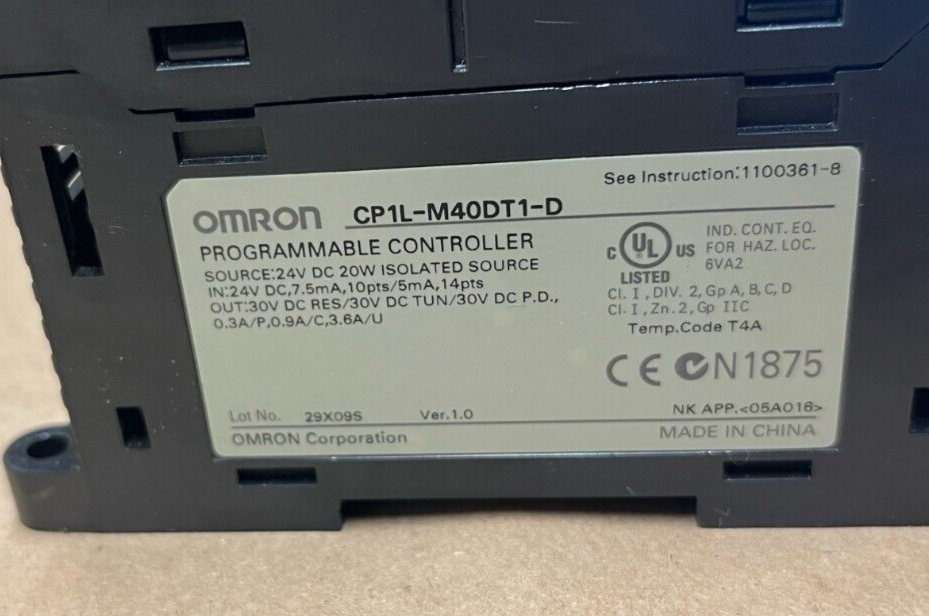 See Instruction:1100361-8
OMRON CP1L-M40DT1-D
PROGRAMMABLE CONTROLLER
SOURCE:24V DC 20W ISOLATED SOURCE
IN:24V DC,7.5mA,10pts/5mA,14pts
OUT:30V DC RES/30V DC TUN/30V DC P.D.,
0.3A/P,0.9A/C,3.6A/U
C UL US
LISTED
IND. CONT. EQ.
FOR HAZ. LOC.
6VA2
Cl. I, DIV. 2, Gp A, B, C, D
Cl. I, Zn. 2, Gp IIC
Temp.Code T4A
CE N1875
Lot No. 29X09S Ver.1.0
NK APP.<05A016>
OMRON Corporation
MADE IN CHINA